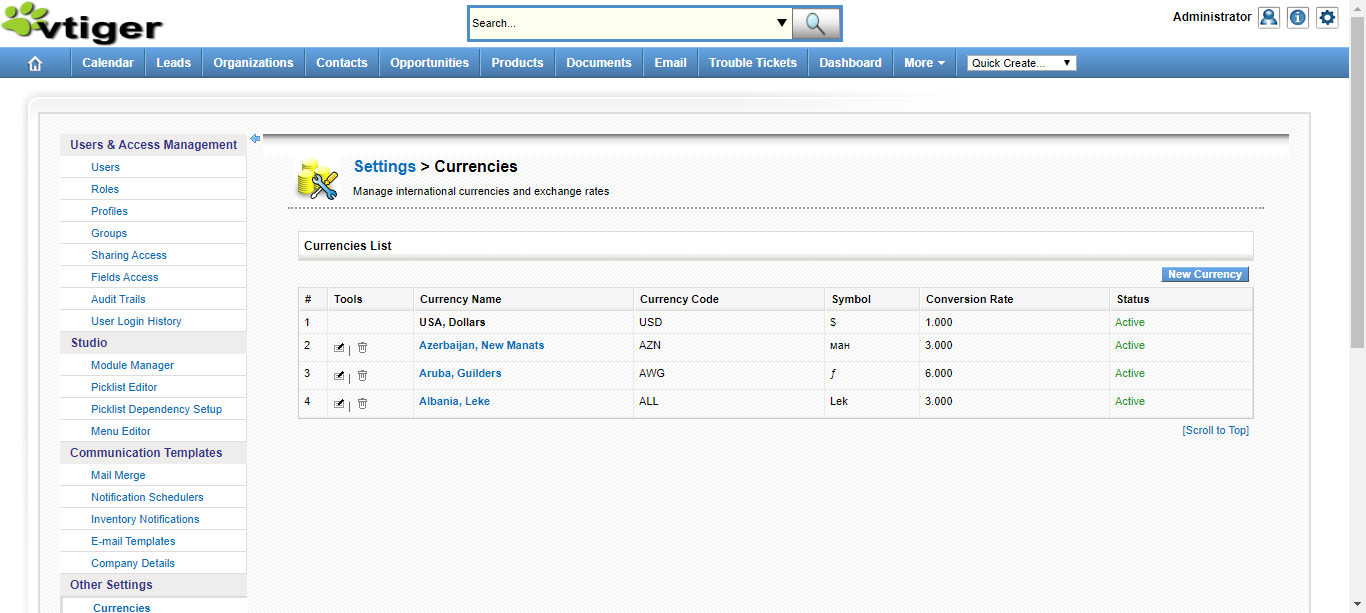 vtiger
Search...
Administrator
Calendar Leads Organizations Contacts Opportunities Products Documents Email Trouble Tickets Dashboard More Quick Create...
Users & Access Management
Users
Roles
Profiles
Groups
Sharing Access
Fields Access
Audit Trails
User Login History
Studio
Module Manager
Picklist Editor
Picklist Dependency Setup
Menu Editor
Communication Templates
Mail Merge
Notification Schedulers
Inventory Notifications
E-mail Templates
Company Details
Other Settings
Currencies
Settings > Currencies
Manage international currencies and exchange rates
Currencies List
New Currency
# Tools Currency Name Currency Code Symbol Conversion Rate Status
1 USA, Dollars USD $ 1.000 Active
2 | Azerbaijan, New Manats AZN ман 3.000 Active
3 | Aruba, Guilders AWG ƒ 6.000 Active
4 | Albania, Leke ALL Lek 3.000 Active
[Scroll to Top]